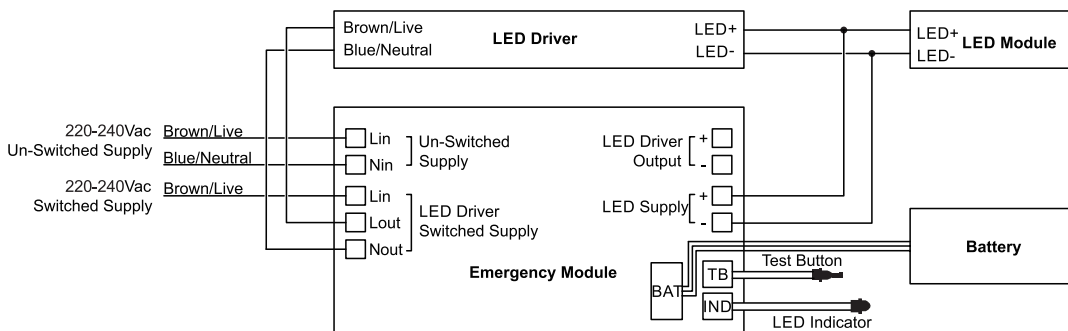 Brown/Live
Blue/Neutral
LED Driver
LED+
LED-
LED+
LED-
LED Module
220-240Vac
Un-Switched Supply
Brown/Live
Blue/Neutral
220-240Vac
Switched Supply
Brown/Live
Lin
Nin
Un-Switched
Supply
Lin
Lout
Nout
LED Driver
Switched Supply
LED Driver
Output
+
-
LED Supply
+
-
Emergency Module
BAT
TB
IND
Test Button
LED Indicator
Battery